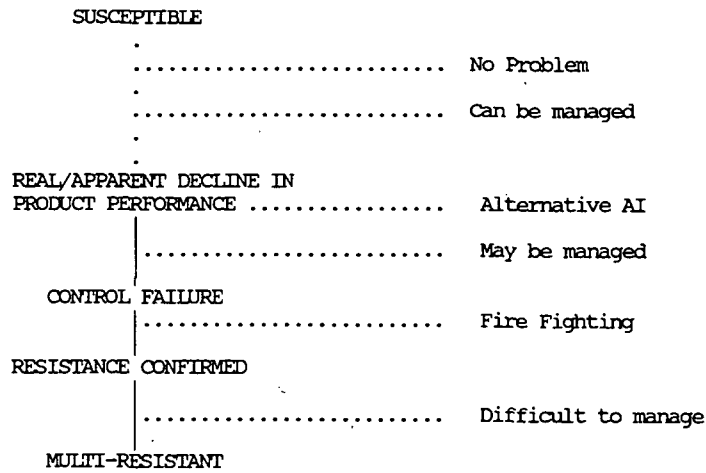 SUSCEPTIBLE
No Problem
Can be managed
REAL/APPARENT DECLINE IN
PRODUCT PERFORMANCE ................. Alternative AI
May be managed
CONTROL FAILURE
Fire Fighting
RESISTANCE CONFIRMED
Difficult to manage
MULTI-RESISTANT